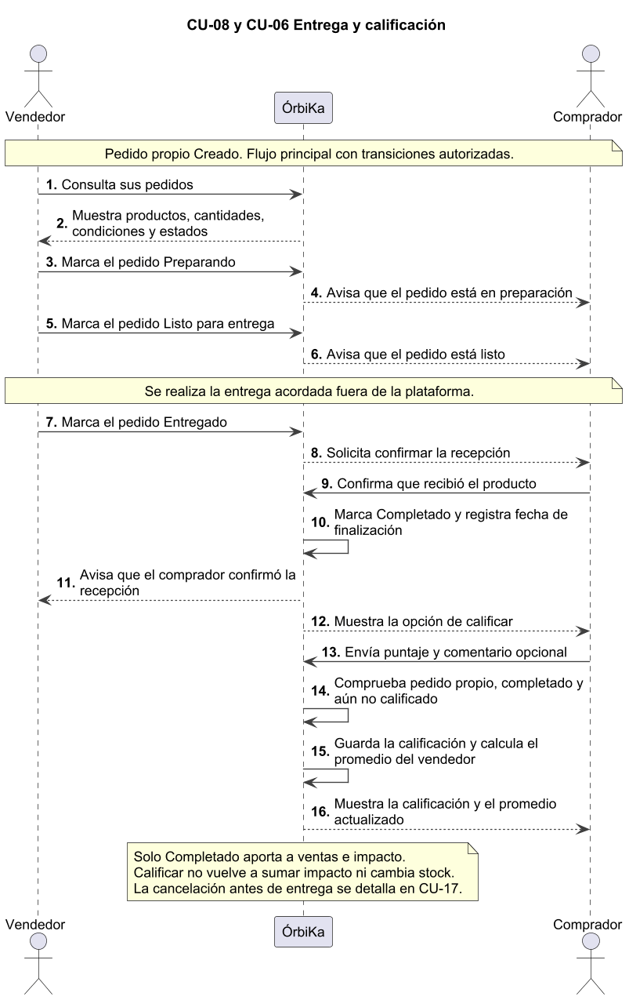 CU-08 y CU-06 Entrega y calificación
Vendedor
ÓrbiKa
Comprador
Pedido propio Creado. Flujo principal con transiciones autorizadas.
1. Consulta sus pedidos
2. Muestra productos, cantidades,
condiciones y estados
3. Marca el pedido Preparando
4. Avisa que el pedido está en preparación
5. Marca el pedido Listo para entrega
6. Avisa que el pedido está listo
Se realiza la entrega acordada fuera de la plataforma.
7. Marca el pedido Entregado
8. Solicita confirmar la recepción
9. Confirma que recibió el producto
10. Marca Completado y registra fecha de
finalización
11. Avisa que el comprador confirmó la
recepción
12. Muestra la opción de calificar
13. Envía puntaje y comentario opcional
14. Comprueba pedido propio, completado y
aún no calificado
15. Guarda la calificación y calcula el
promedio del vendedor
16. Muestra la calificación y el promedio
actualizado
Solo Completado aporta a ventas e impacto.
Calificar no vuelve a sumar impacto ni cambia stock.
La cancelación antes de entrega se detalla en CU-17.
Vendedor
ÓrbiKa
Comprador